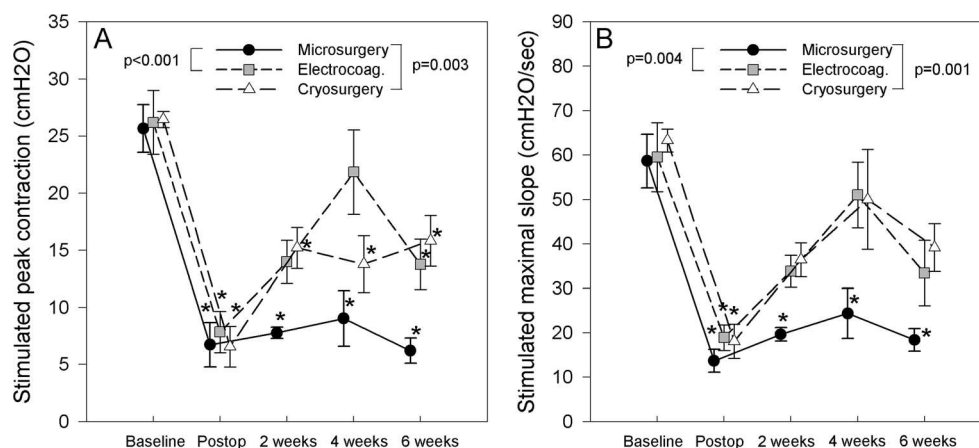 A
Stimulated peak contraction (cmH2O)
35
30
25
20
15
10
5
0
p<0.001
Microsurgery
Electrocoag.
Cryosurgery
p=0.003
* * *
* *
* *
* * *
Baseline Postop 2 weeks 4 weeks 6 weeks
B
Stimulated maximal slope (cmH2O/sec)
90
80
70
60
50
40
30
20
10
0
p=0.004
Microsurgery
Electrocoag.
Cryosurgery
p=0.001
* * *
*
*
*
Baseline Postop 2 weeks 4 weeks 6 weeks